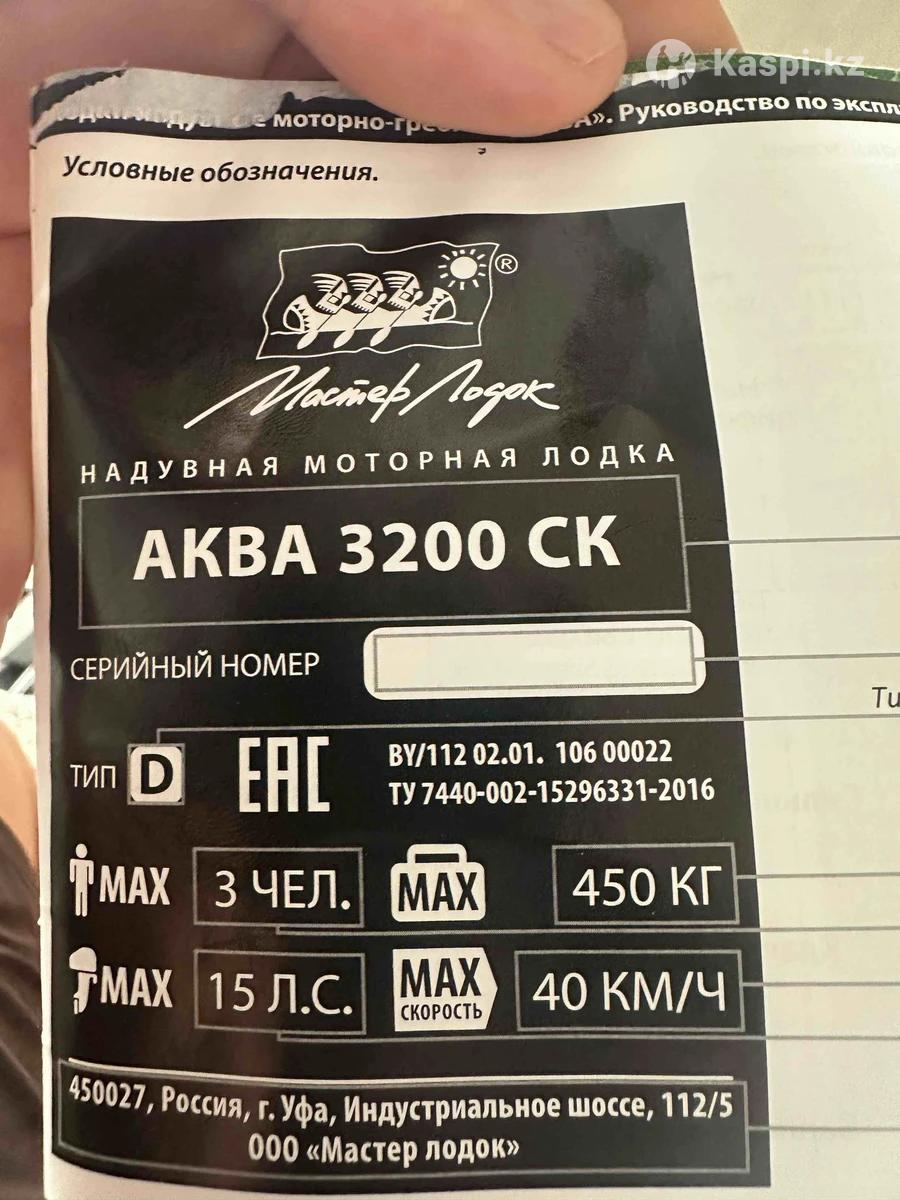 Kaspi.kz
моторно-гре
». Руководство по экспл
Условные обозначения.
®
Мастер Лодок
НАДУВНАЯ МОТОРНАЯ ЛОДКА
АКВА 3200 СК
СЕРИЙНЫЙ НОМЕР
Ти
ТИП D EAC BY/112 02.01. 106 00022
ТУ 7440-002-15296331-2016
MAX 3 ЧЕЛ. MAX 450 КГ
MAX 15 Л.С. MAX СКОРОСТЬ 40 КМ/Ч
450027, Россия, г. Уфа, Индустриальное шоссе, 112/5
ООО «Мастер лодок»